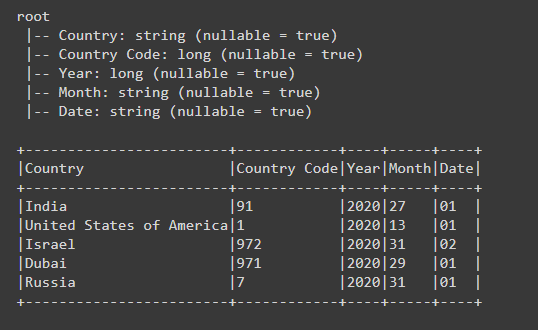 root
 |-- Country: string (nullable = true)
 |-- Country Code: long (nullable = true)
 |-- Year: long (nullable = true)
 |-- Month: string (nullable = true)
 |-- Date: string (nullable = true)

+------------------------+------------+----+-----+----+
|Country                 |Country Code|Year|Month|Date|
+------------------------+------------+----+-----+----+
|India                   |91          |2020|27   |01  |
|United States of America|1           |2020|13   |01  |
|Israel                  |972         |2020|31   |02  |
|Dubai                   |971         |2020|29   |01  |
|Russia                  |7           |2020|31   |01  |
+------------------------+------------+----+-----+----+